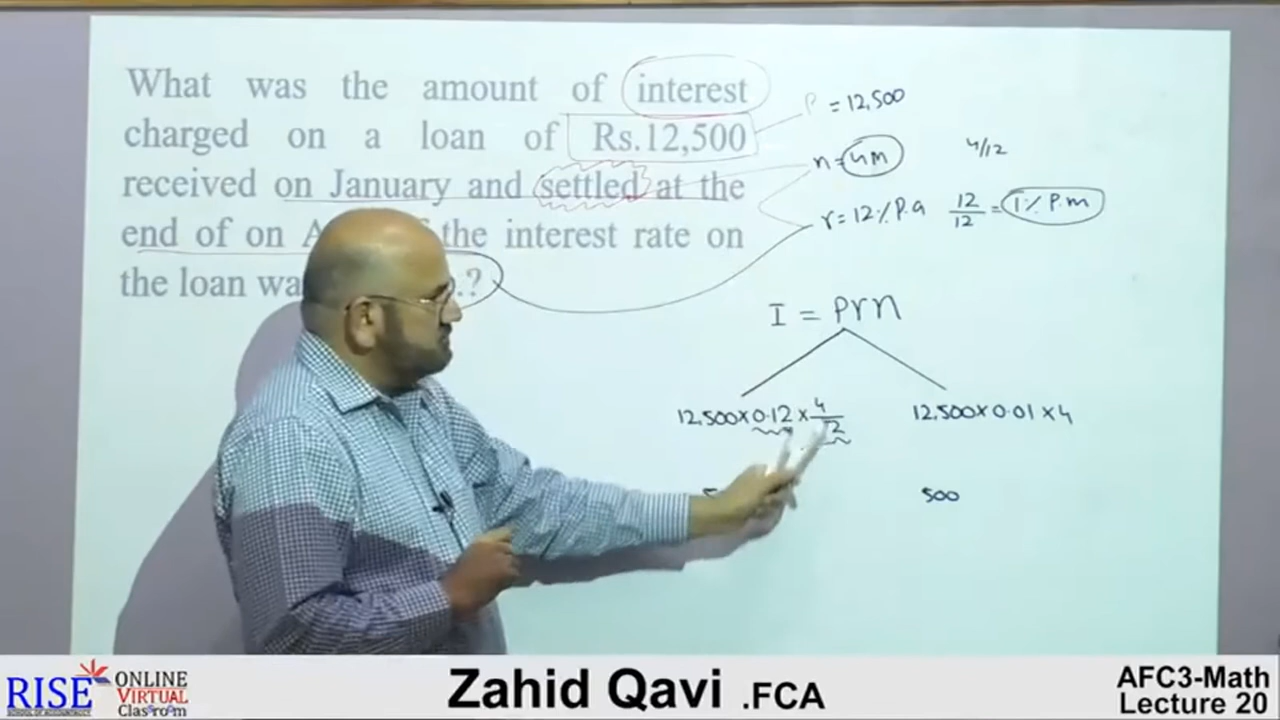 What was the amount of interest
charged on a loan of Rs.12,500
received on January and settled at the
end of on the interest rate on
the loan .?
P = 12,500
n = 4m
4/12
r = 12% P.a
12/12 = 1% P.m
I = Prn
12,500 × 0.12 × 4/12
12,500 × 0.01 × 4
500
RISE
SCHOOL OF ACCOUNTANCY
ONLINE
VIRTUAL
Classroom
Zahid Qavi .FCA
AFC3-Math
Lecture 20